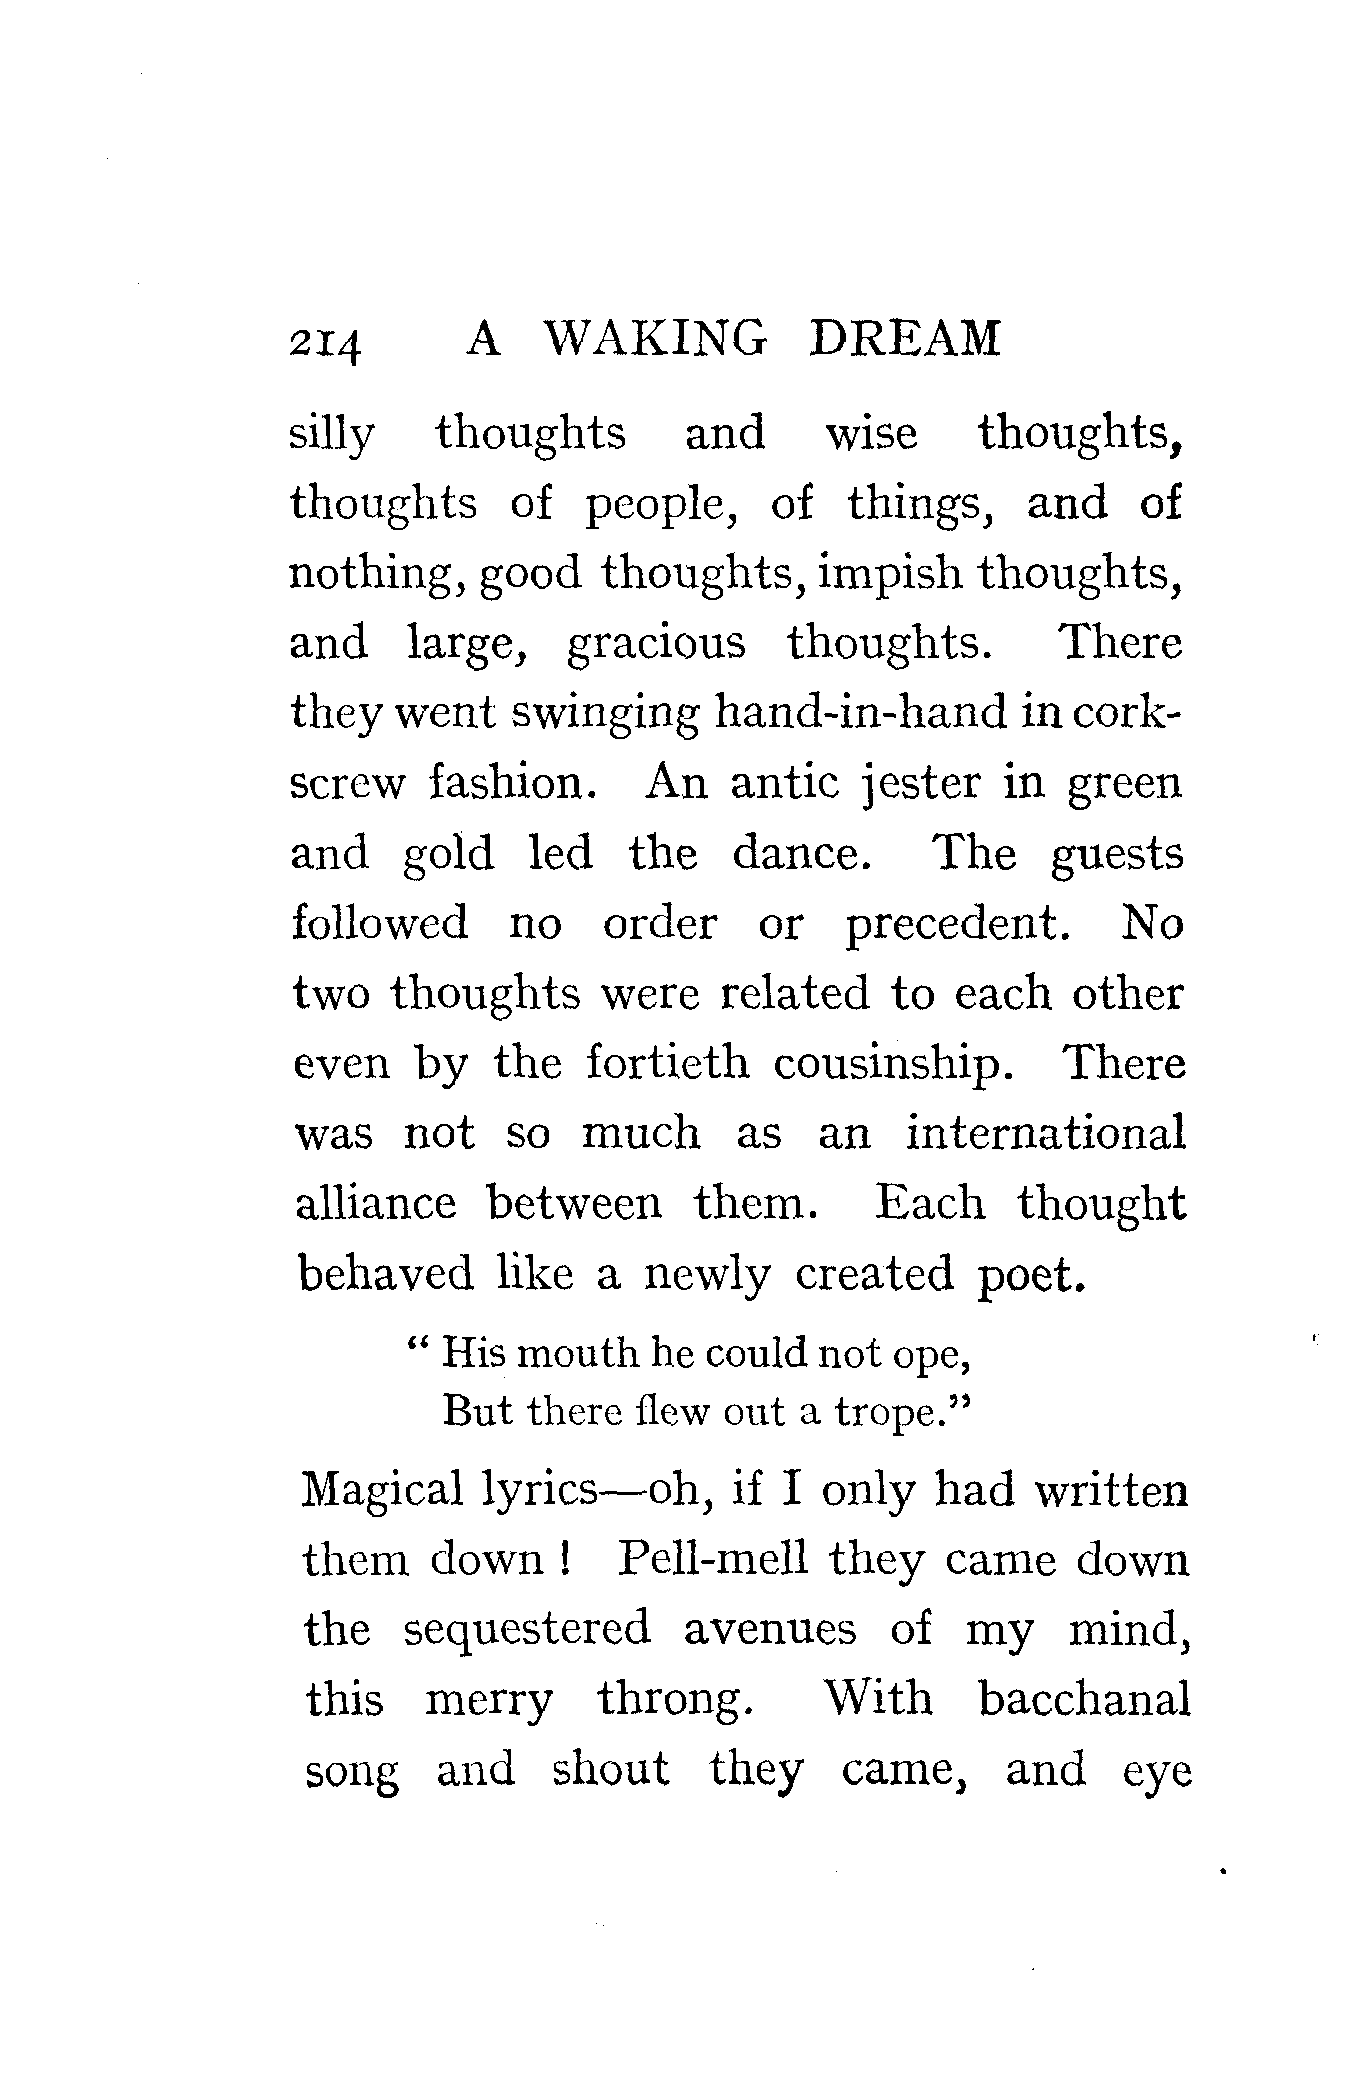 214 A WAKING DREAM
silly thoughts and wise thoughts,
thoughts of people, of things, and of
nothing, good thoughts, impish thoughts,
and large, gracious thoughts. There
they went swinging hand-in-hand in cork-
screw fashion. An antic jester in green
and gold led the dance. The guests
followed no order or precedent. No
two thoughts were related to each other
even by the fortieth cousinship. There
was not so much as an international
alliance between them. Each thought
behaved like a newly created poet.
“ His mouth he could not ope,
But there flew out a trope.”
Magical lyrics—oh, if I only had written
them down ! Pell-mell they came down
the sequestered avenues of my mind,
this merry throng. With bacchanal
song and shout they came, and eye